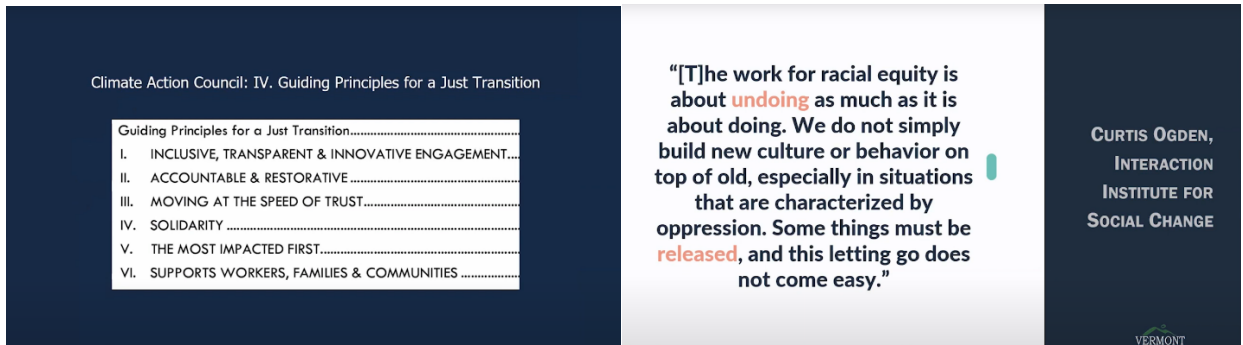 Climate Action Council: IV. Guiding Principles for a Just Transition
Guiding Principles for a Just Transition..................................................
I. INCLUSIVE, TRANSPARENT & INNOVATIVE ENGAGEMENT....
II. ACCOUNTABLE & RESTORATIVE..........................................
III. MOVING AT THE SPEED OF TRUST......................................
IV. SOLIDARITY........................................................................
V. THE MOST IMPACTED FIRST.................................................
VI. SUPPORTS WORKERS, FAMILIES & COMMUNITIES................
“[T]he work for racial equity is
about undoing as much as it is
about doing. We do not simply
build new culture or behavior on
top of old, especially in situations
that are characterized by
oppression. Some things must be
released, and this letting go does
not come easy.”
CURTIS OGDEN,
INTERACTION
INSTITUTE FOR
SOCIAL CHANGE
VERMONT